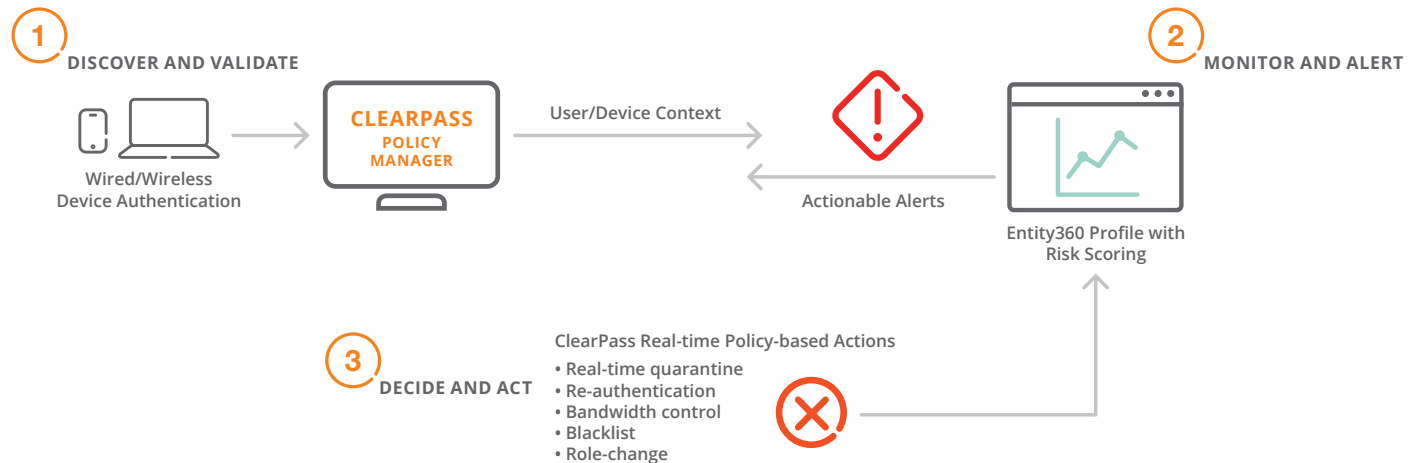 1
DISCOVER AND VALIDATE
Wired/Wireless
Device Authentication
CLEARPASS
POLICY
MANAGER
User/Device Context
Actionable Alerts
2
MONITOR AND ALERT
Entity360 Profile with
Risk Scoring
3
DECIDE AND ACT
ClearPass Real-time Policy-based Actions
• Real-time quarantine
• Re-authentication
• Bandwidth control
• Blacklist
• Role-change